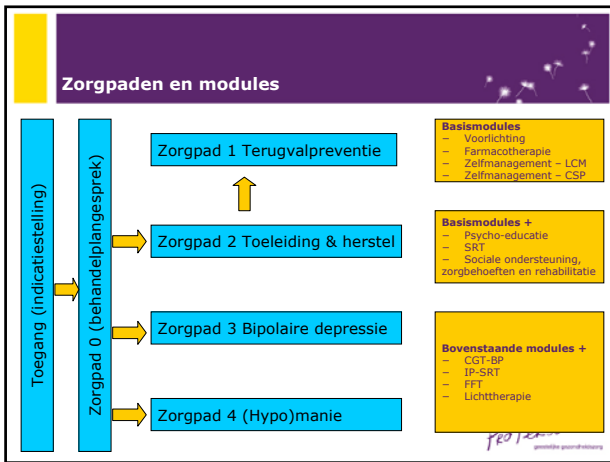 Zorgpaden en modules
Toegang (indicatiestelling)
Zorgpad 0 (behandelplangesprek)
Zorgpad 1 Terugvalpreventie
Zorgpad 2 Toeleiding & herstel
Zorgpad 3 Bipolaire depressie
Zorgpad 4 (Hypo)manie
Basismodules
– Voorlichting
– Farmacotherapie
– Zelfmanagement – LCM
– Zelfmanagement – CSP
Basismodules +
– Psycho-educatie
– SRT
– Sociale ondersteuning,
zorgbehoeften en rehabilitatie
Bovenstaande modules +
– CGT-BP
– IP-SRT
– FFT
– Lichttherapie
geestelijke gezondheidszorg